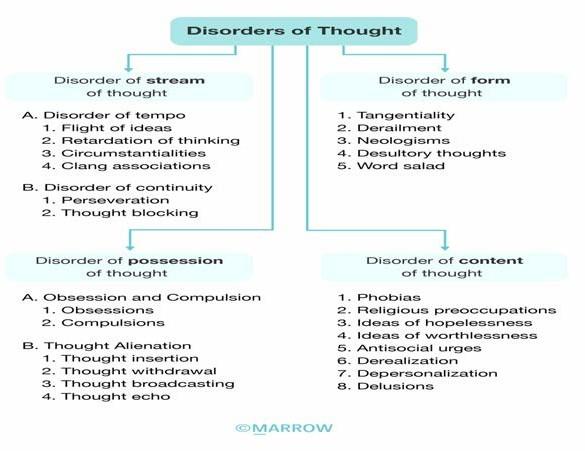 Disorders of Thought
Disorder of stream
of thought
A. Disorder of tempo
1. Flight of ideas
2. Retardation of thinking
3. Circumstantialities
4. Clang associations
B. Disorder of continuity
1. Perseveration
2. Thought blocking
Disorder of form
of thought
1. Tangentiality
2. Derailment
3. Neologisms
4. Desultory thoughts
5. Word salad
Disorder of possession
of thought
A. Obsession and Compulsion
1. Obsessions
2. Compulsions
B. Thought Alienation
1. Thought insertion
2. Thought withdrawal
3. Thought broadcasting
4. Thought echo
Disorder of content
of thought
1. Phobias
2. Religious preoccupations
3. Ideas of hopelessness
4. Ideas of worthlessness
5. Antisocial urges
6. Derealization
7. Depersonalization
8. Delusions
©MARROW